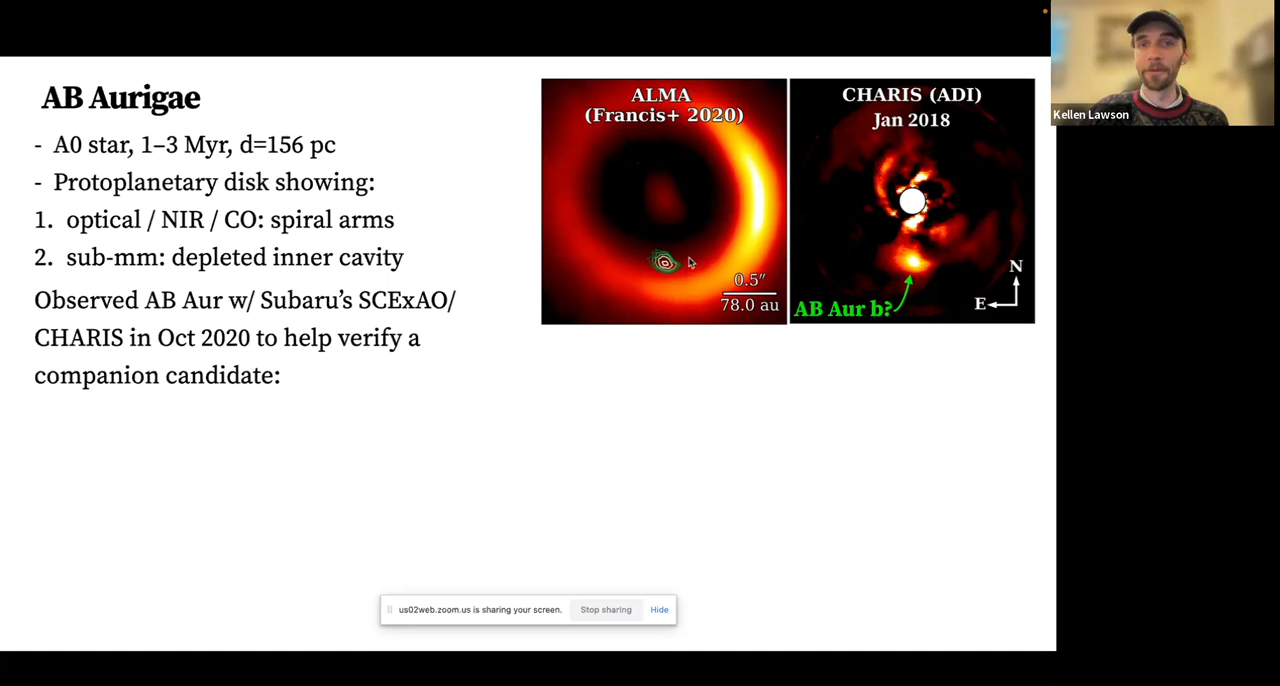 AB Aurigae
- A0 star, 1–3 Myr, d=156 pc
- Protoplanetary disk showing:
1. optical / NIR / CO: spiral arms
2. sub-mm: depleted inner cavity
Observed AB Aur w/ Subaru’s SCExAO/
CHARIS in Oct 2020 to help verify a
companion candidate:
ALMA
(Francis+ 2020)
0.5″
78.0 au
CHARIS (ADI)
Jan 2018
AB Aur b?
N
E
Kellen Lawson
us02web.zoom.us is sharing your screen.
Stop sharing
Hide